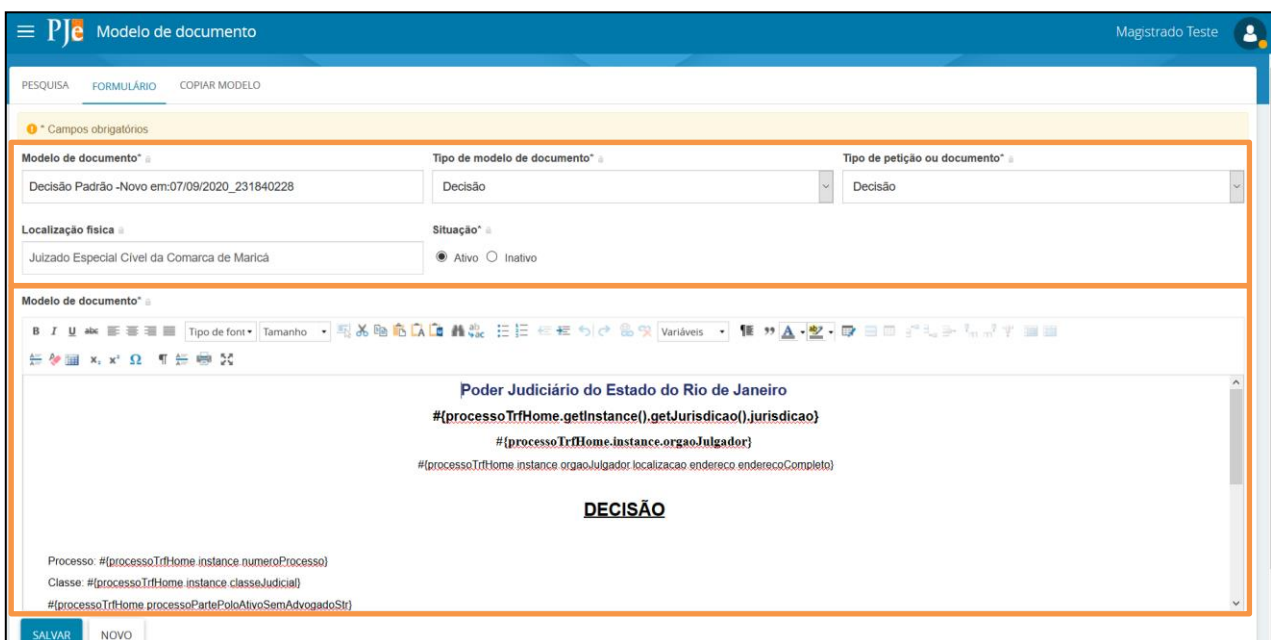 PJe Modelo de documento Magistrado Teste
PESQUISA FORMULÁRIO COPIAR MODELO
* Campos obrigatórios
Modelo de documento* Tipo de modelo de documento* Tipo de petição ou documento*
Decisão Padrão -Novo em:07/09/2020_231840228 Decisão Decisão
Localização física Situação*
Juizado Especial Cível da Comarca de Maricá Ativo Inativo
Modelo de documento*
B I U abc Tipo de font Tamanho Variáveis A
x₂ x² Ω ¶
Poder Judiciário do Estado do Rio de Janeiro
#{processoTrfHome.getInstance().getJurisdicao().jurisdicao}
#{processoTrfHome.instance.orgaoJulgador}
#{processoTrfHome.instance.orgaoJulgador.localizacao.endereco.enderecoCompleto}
DECISÃO
Processo: #{processoTrfHome.instance.numeroProcesso}
Classe: #{processoTrfHome.instance.classeJudicial}
#{processoTrfHome.processoPartePoloAtivoSemAdvogadoStr}
SALVAR NOVO